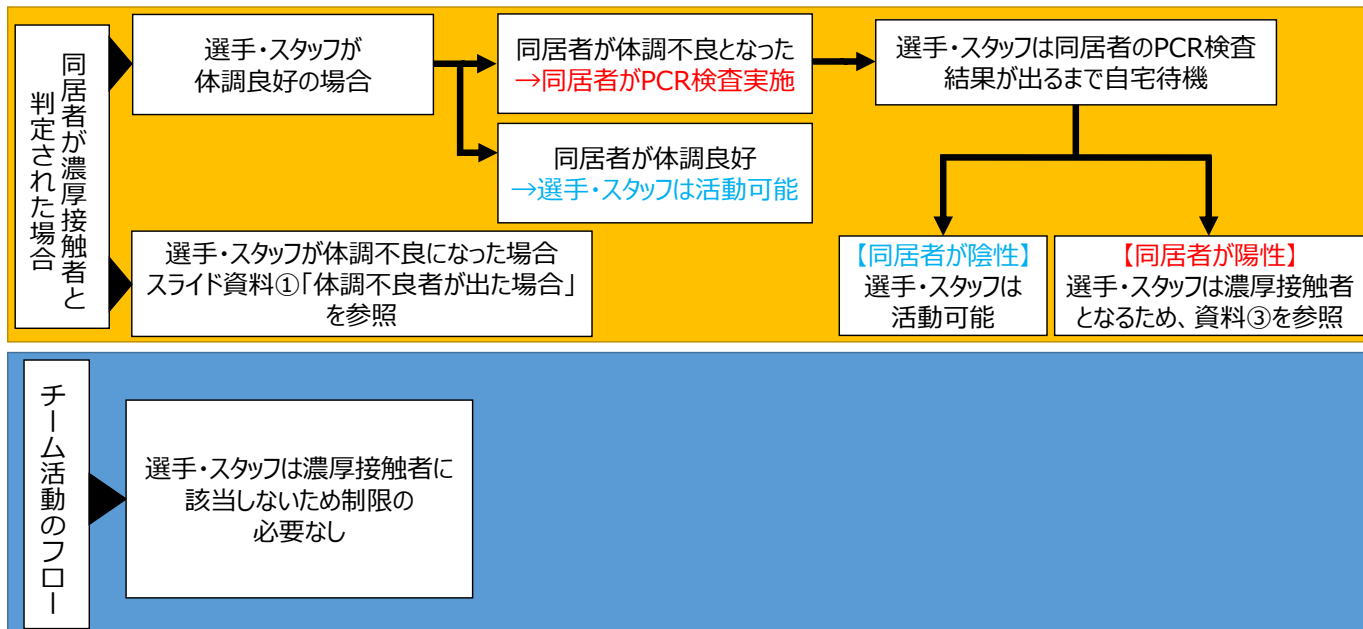 同居者が濃厚接触者と
判定された場合
選手・スタッフが
体調良好の場合
同居者が体調不良となった
→同居者がPCR検査実施
選手・スタッフは同居者のPCR検査
結果が出るまで自宅待機
同居者が体調良好
→選手・スタッフは活動可能
【同居者が陰性】
選手・スタッフは
活動可能
【同居者が陽性】
選手・スタッフは濃厚接触者
となるため、資料③を参照
選手・スタッフが体調不良になった場合
スライド資料①「体調不良者が出た場合」
を参照
チーム活動のフロー
選手・スタッフは濃厚接触者に
該当しないため制限の
必要なし